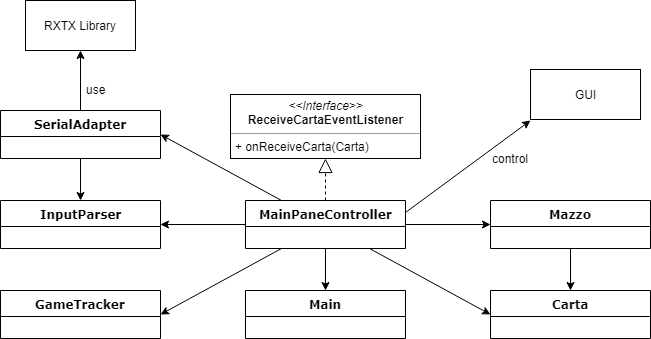 RXTX Library
use
<<Interface>>
ReceiveCartaEventListener
+ onReceiveCarta(Carta)
GUI
control
SerialAdapter
InputParser
MainPaneController
Mazzo
GameTracker
Main
Carta